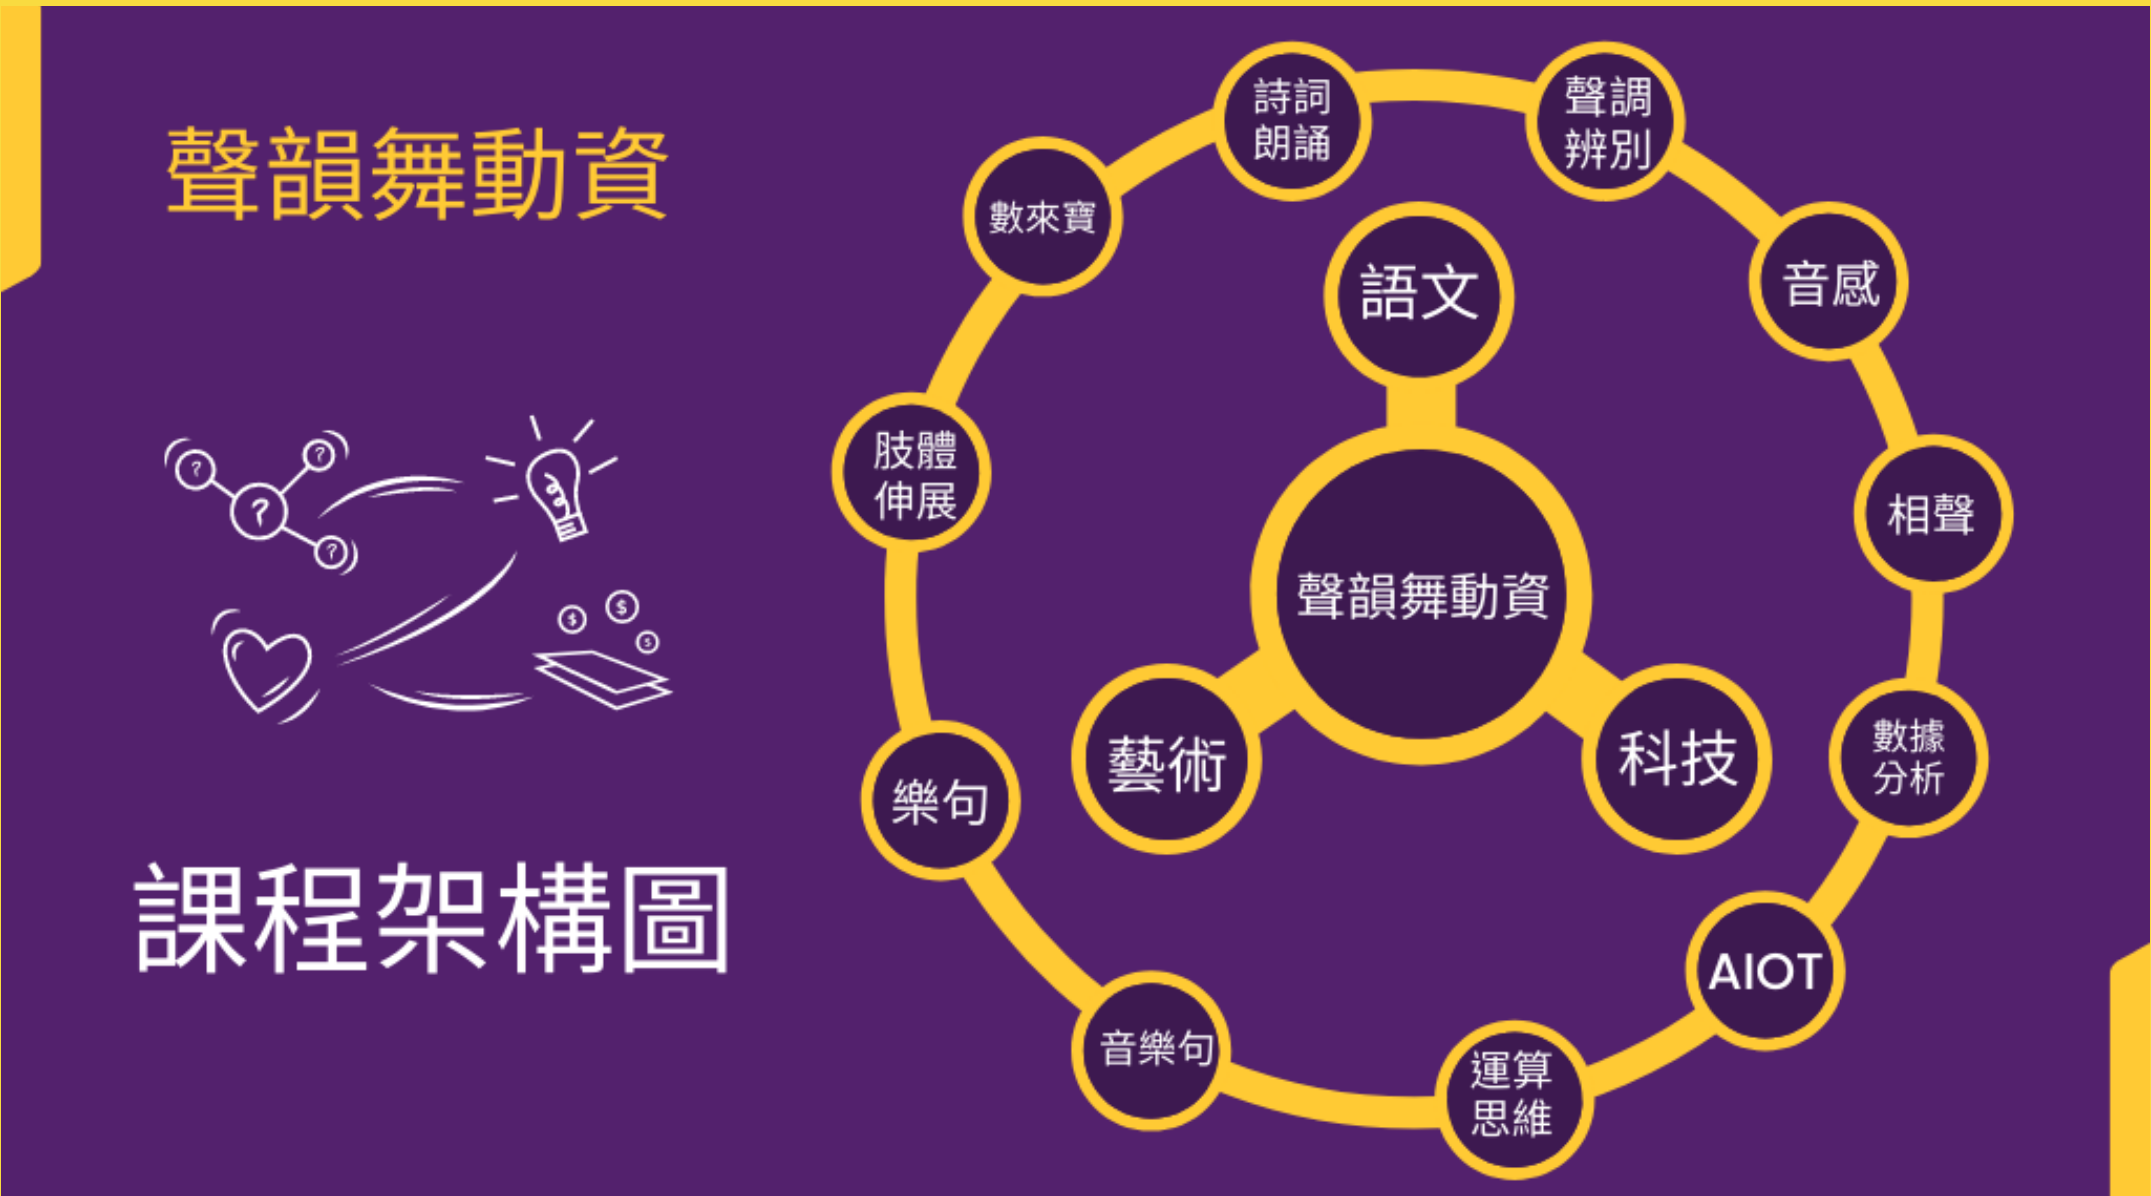 聲韻舞動資
課程架構圖
詩詞
朗誦
聲調
辨別
音感
相聲
數據
分析
AIOT
運算
思維
音樂句
樂句
肢體
伸展
數來寶
語文
聲韻舞動資
藝術
科技
?
?
?
?
$
$
$